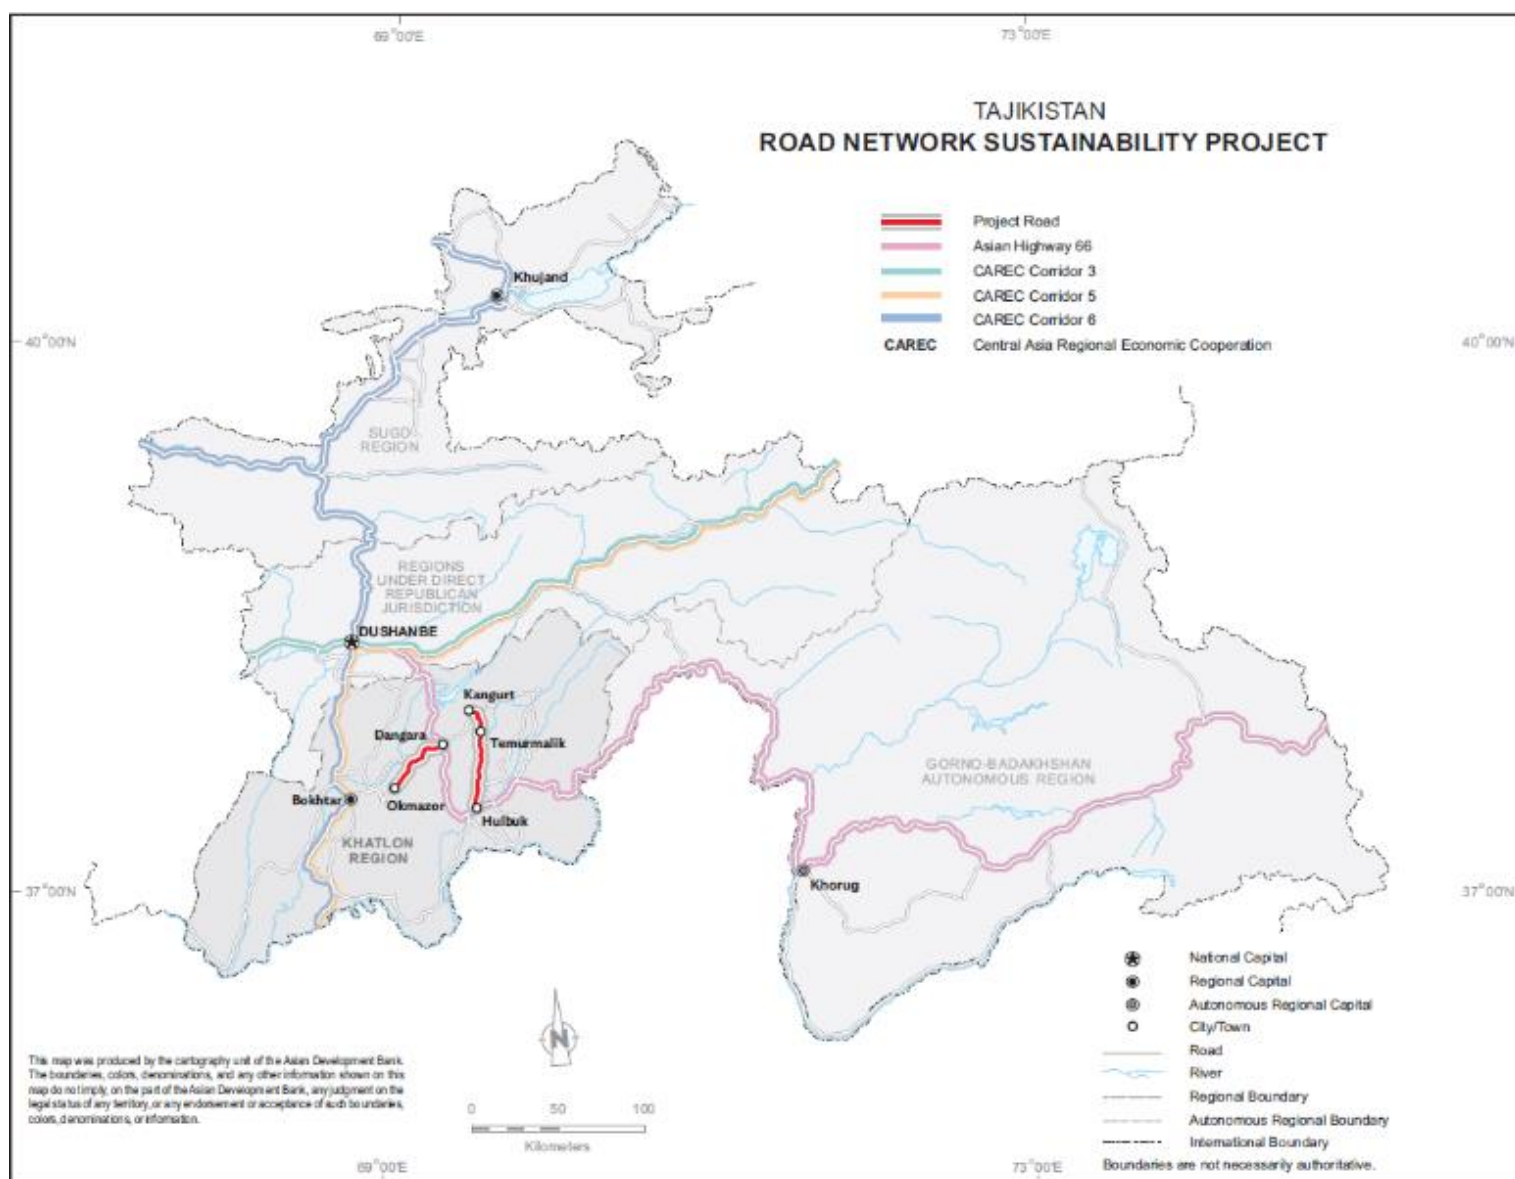 69°00'E
73°00'E
TAJIKISTAN
ROAD NETWORK SUSTAINABILITY PROJECT
Project Road
Asian Highway 66
CAREC Corridor 3
CAREC Corridor 5
CAREC Corridor 6
CAREC Central Asia Regional Economic Cooperation
Khujand
40°00'N
40°00'N
SUGD
REGION
REGIONS
UNDER DIRECT
REPUBLICAN
JURISDICTION
DUSHANBE
Kangurt
Dangara
Temurmalik
GORNO-BADAKHSHAN
AUTONOMOUS REGION
Bokhtar
Okmazor
Hulbuk
KHATLON
REGION
Khorug
37°00'N
37°00'N
National Capital
Regional Capital
Autonomous Regional Capital
City/Town
Road
River
Regional Boundary
Autonomous Regional Boundary
International Boundary
Boundaries are not necessarily authoritative.
N
This map was produced by the cartography unit of the Asian Development Bank.
The boundaries, colors, denominations, and any other information shown on this
map do not imply, on the part of the Asian Development Bank, any judgment on the
legal status of any territory, or any endorsement or acceptance of such boundaries,
colors, denominations, or information.
0 50 100
Kilometers
69°00'E
73°00'E